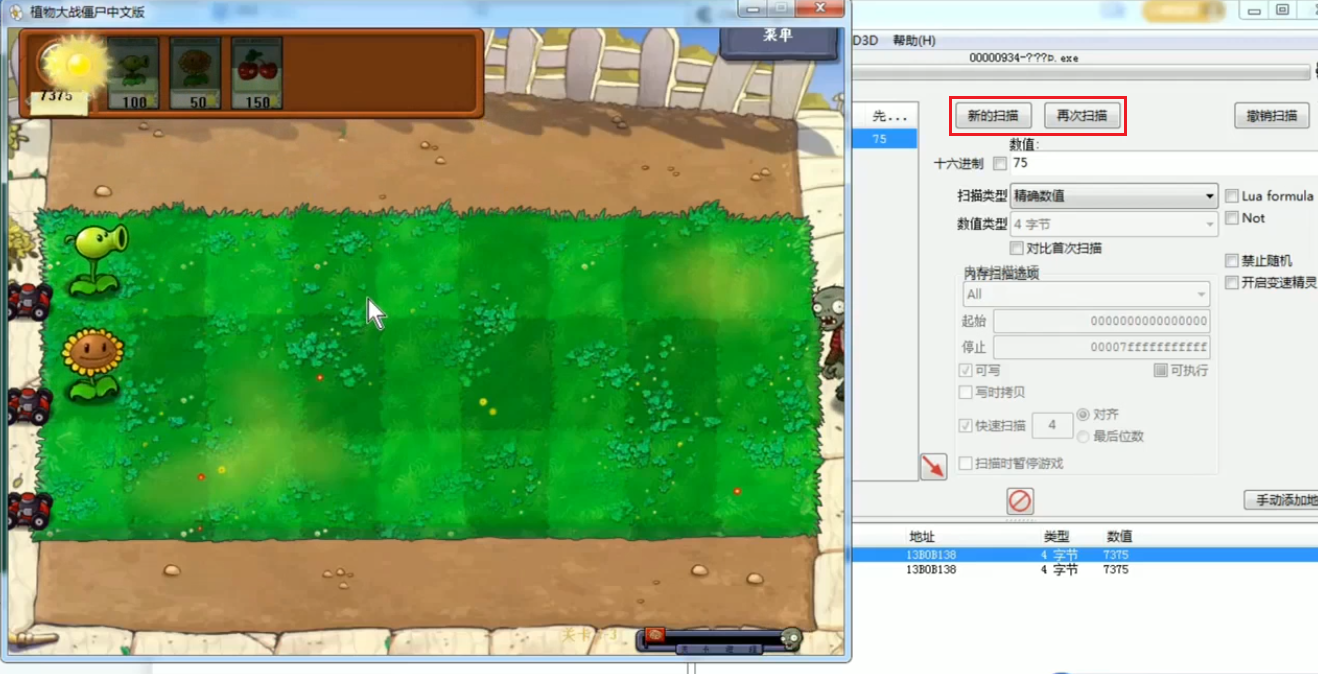 植物大战僵尸中文版
菜单
7375
100
50
150
D3D 帮助(H)
00000934-???p.exe
先...
75
新的扫描
再次扫描
撤销扫描
数值:
十六进制
75
扫描类型
精确数值
Lua formula
数值类型
4 字节
Not
对比首次扫描
内存扫描选项
禁止随机
All
开启变速精灵
起始
0000000000000000
停止
00007fffffffffff
可写
可执行
写时拷贝
快速扫描
4
对齐
最后位数
扫描时暂停游戏
手动添加地
地址 类型 数值
13B0B138 4 字节 7375
13B0B138 4 字节 7375